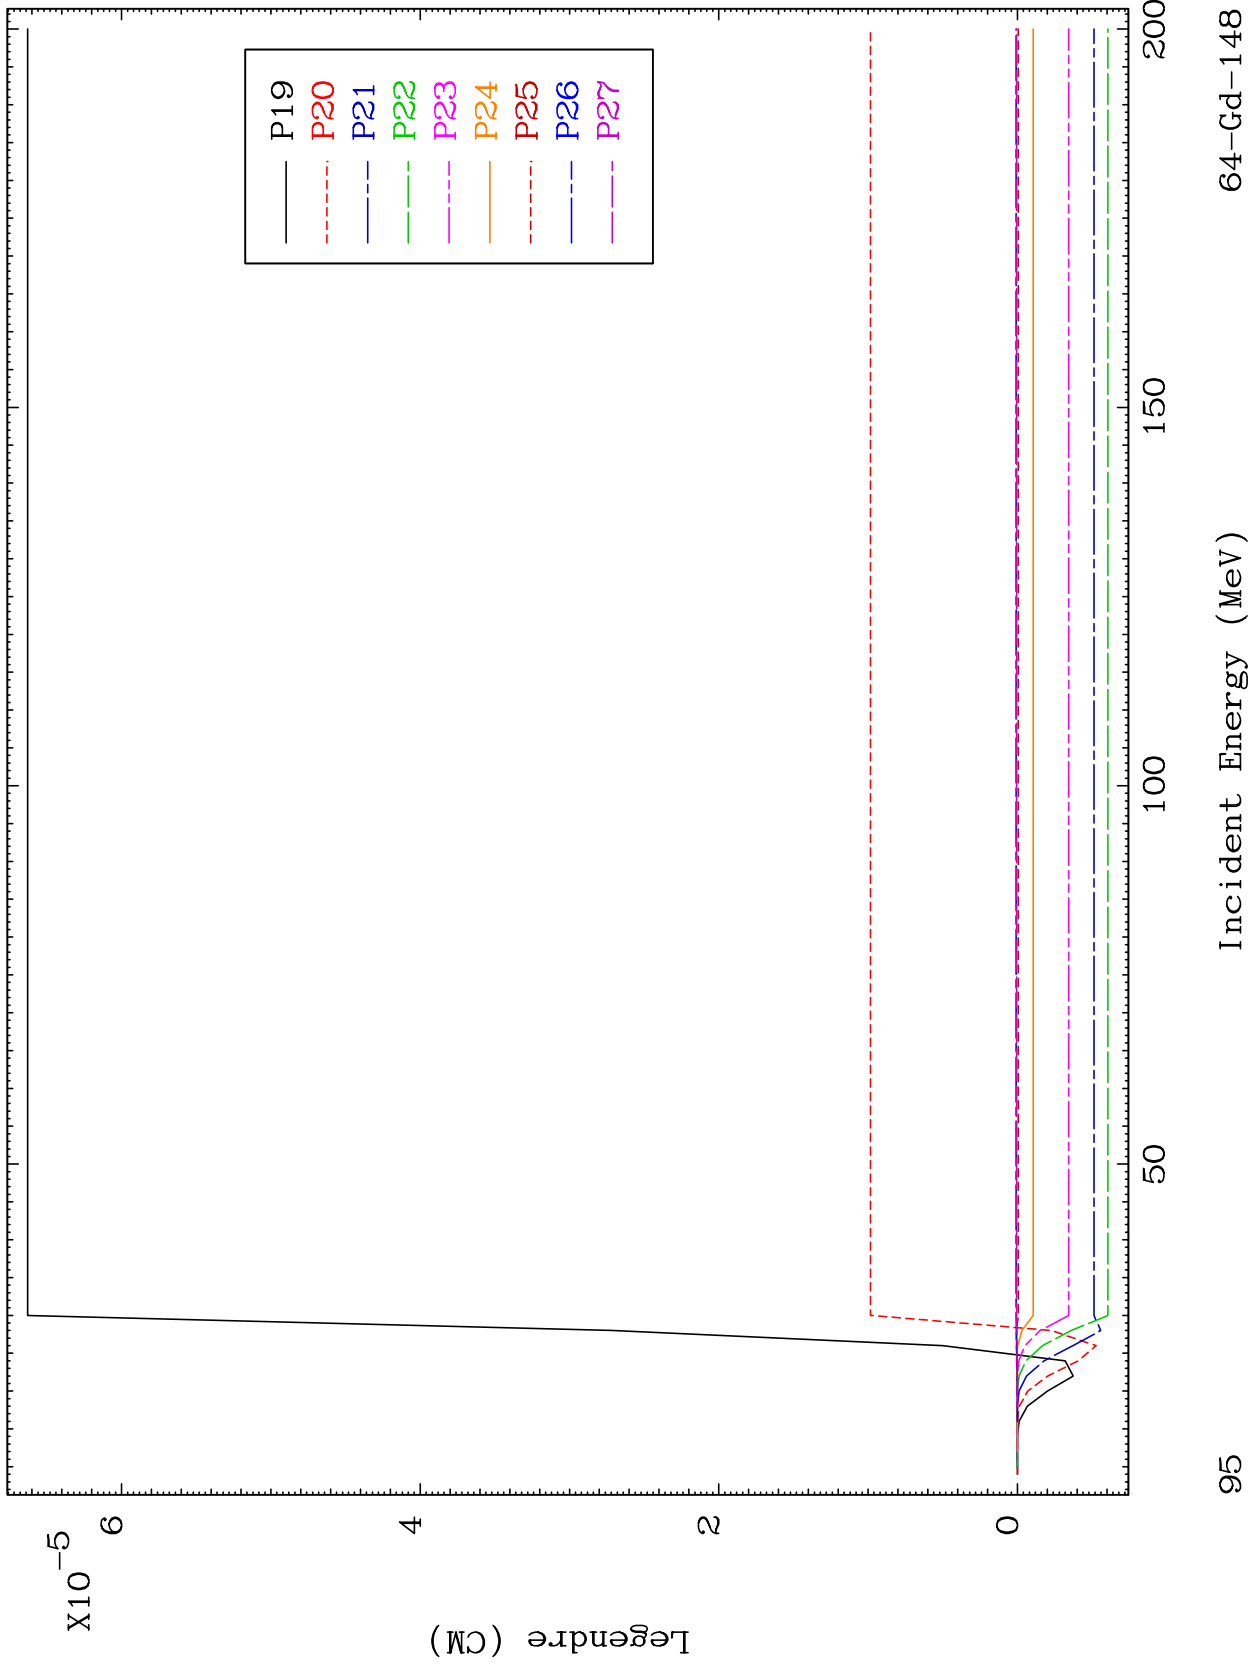 X10-5
Legendre (CM)
6
4
2
0
P19
P20
P21
P22
P23
P24
P25
P26
P27
50
100
150
200
95
Incident Energy (MeV)
64-Gd-148